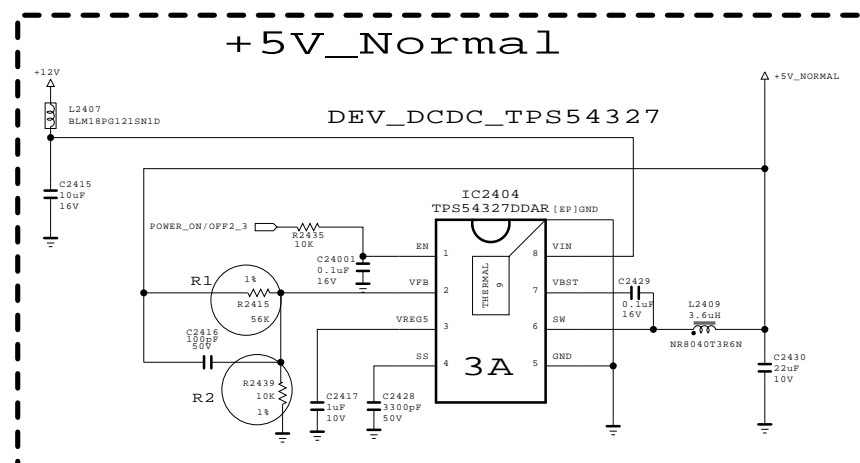 +5V_Normal
+12V
+5V_NORMAL
L2407
BLM18PG121SN1D
DEV_DCDC_TPS54327
C2415
10uF
16V
IC2404
TPS54327DDAR
[EP]GND
POWER_ON/OFF2_3
R2435
10K
C24001
0.1uF
16V
EN
1
VFB
2
VREG5
3
SS
4
THERMAL
9
3A
8
VIN
7
VBST
6
SW
5
GND
C2429
0.1uF
16V
L2409
3.6uH
NR8040T3R6N
R1
1%
R2415
56K
C2416
100pF
50V
R2
R2439
10K
1%
C2417
1uF
10V
C2428
3300pF
50V
C2430
22uF
10V